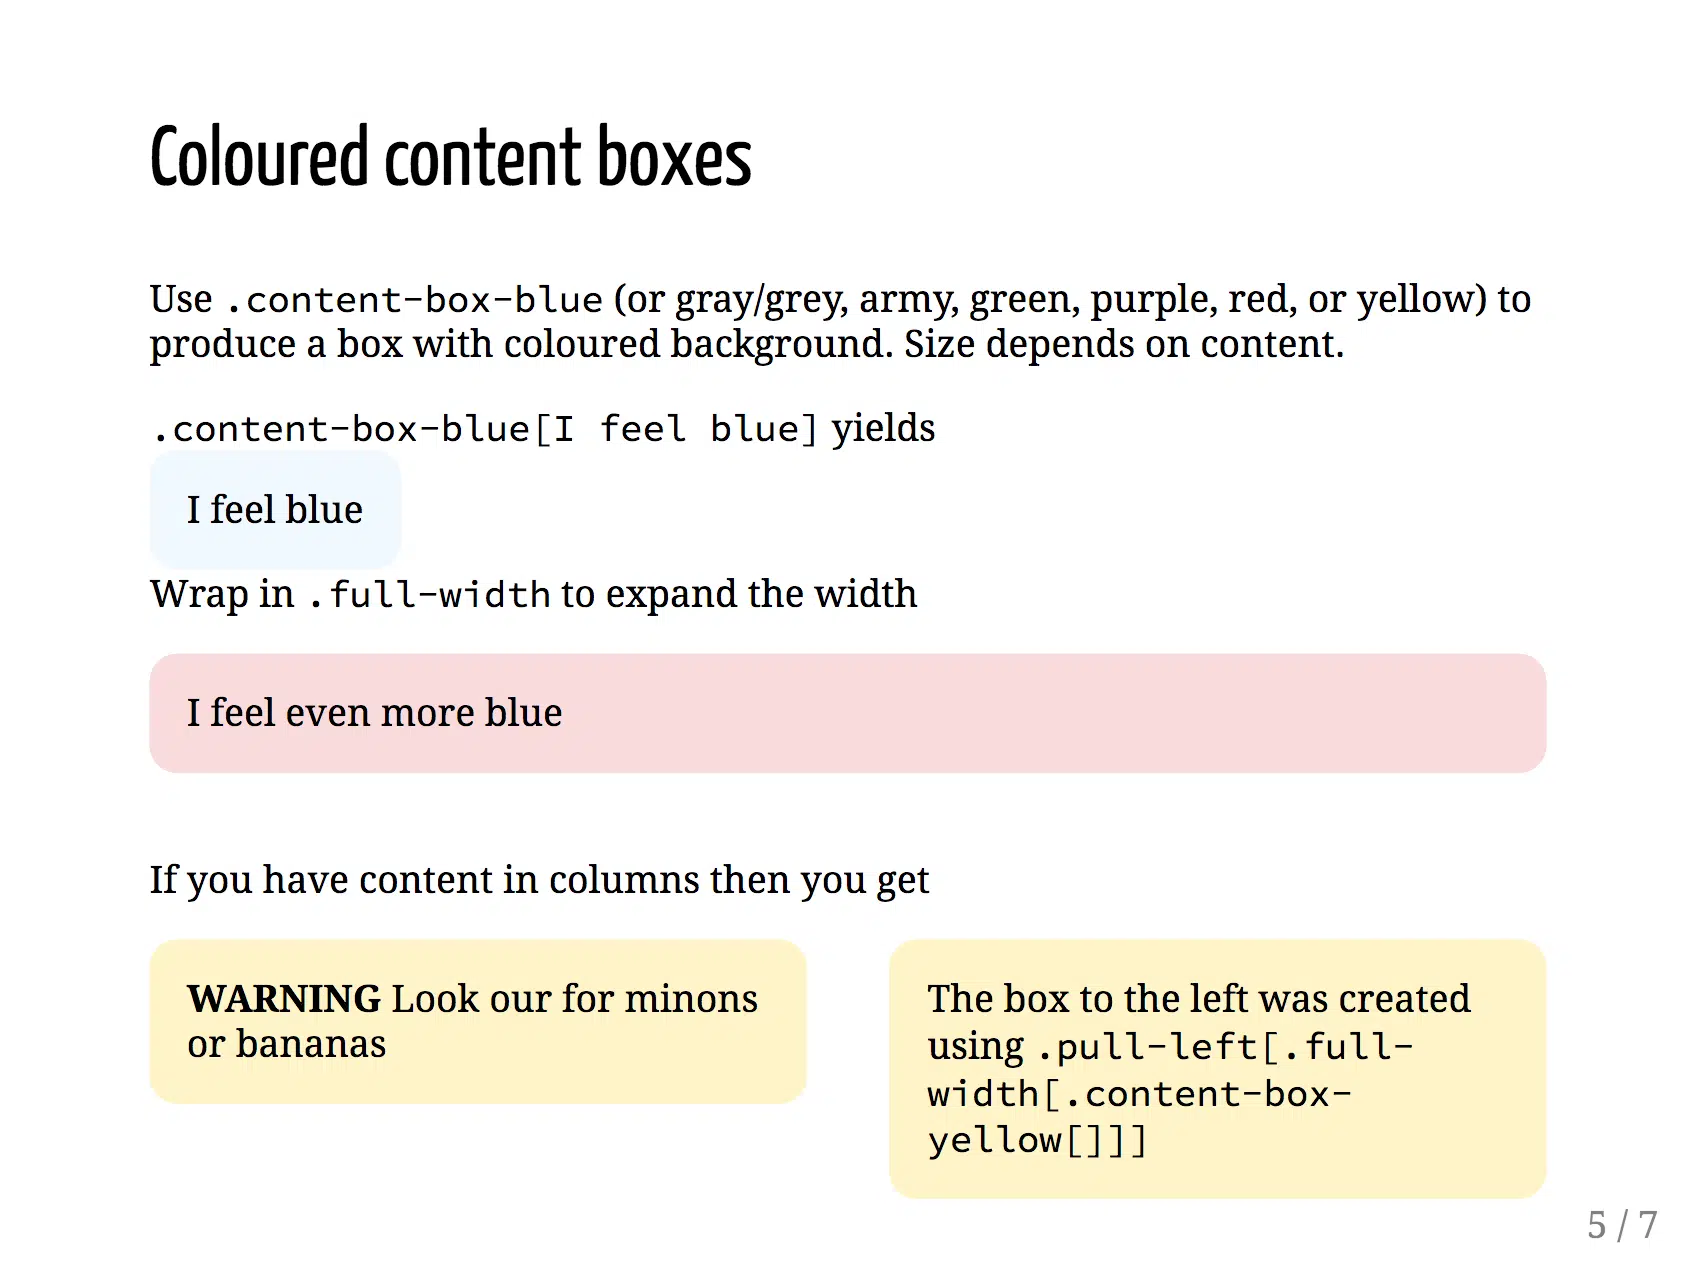 Coloured content boxes
Use .content-box-blue (or gray/grey, army, green, purple, red, or yellow) to
produce a box with coloured background. Size depends on content.
.content-box-blue[I feel blue] yields
I feel blue
Wrap in .full-width to expand the width
I feel even more blue
If you have content in columns then you get
WARNING Look our for minons
or bananas
The box to the left was created
using .pull-left[.full-
width[.content-box-
yellow[]]]
5 / 7